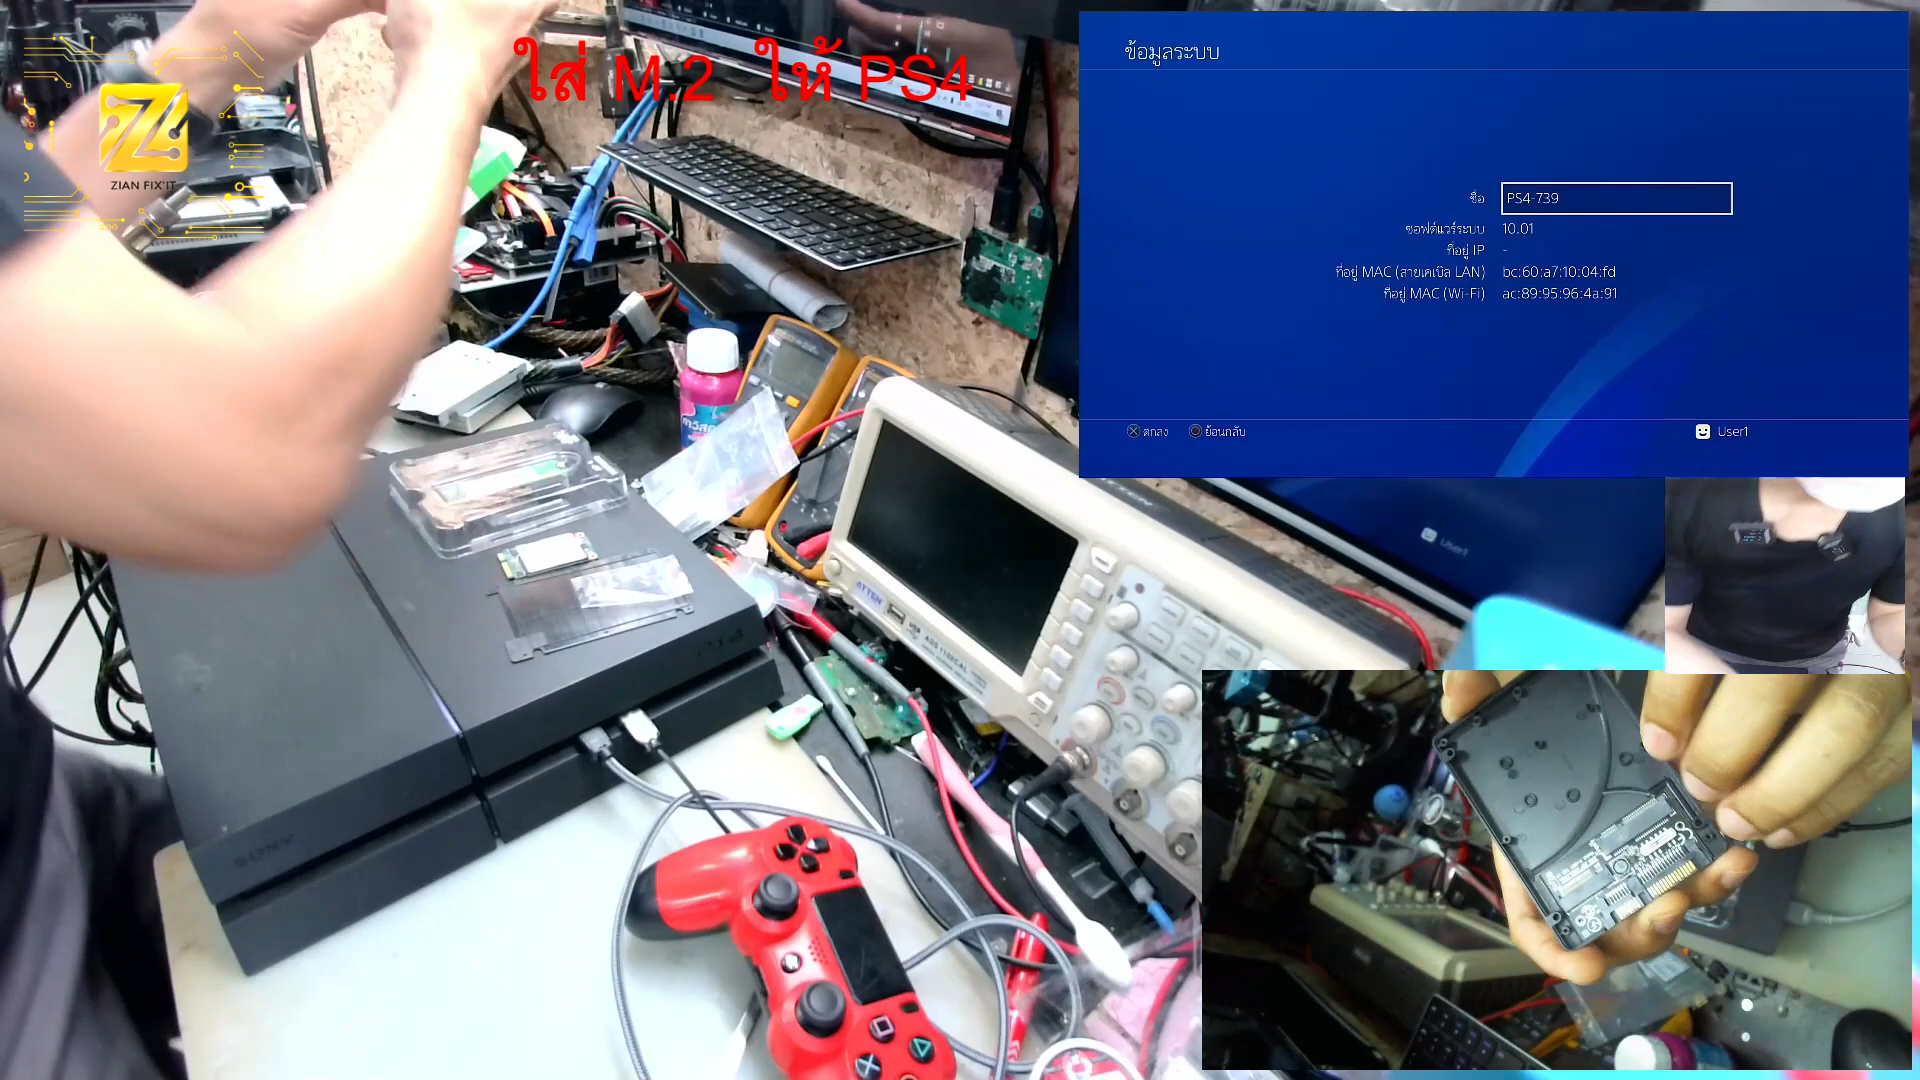 ใส่ M.2 ให้ PS4
ZIAN FIX'IT
ข้อมูลระบบ
ชื่อ PS4-739
ซอฟต์แวร์ระบบ 10.01
ที่อยู่ IP -
ที่อยู่ MAC (สายเคเบิล LAN) bc:60:a7:10:04:fd
ที่อยู่ MAC (Wi-Fi) ac:89:95:96:4a:91
ตกลง ย้อนกลับ User1
User1
ATTEN
SONY
PS4